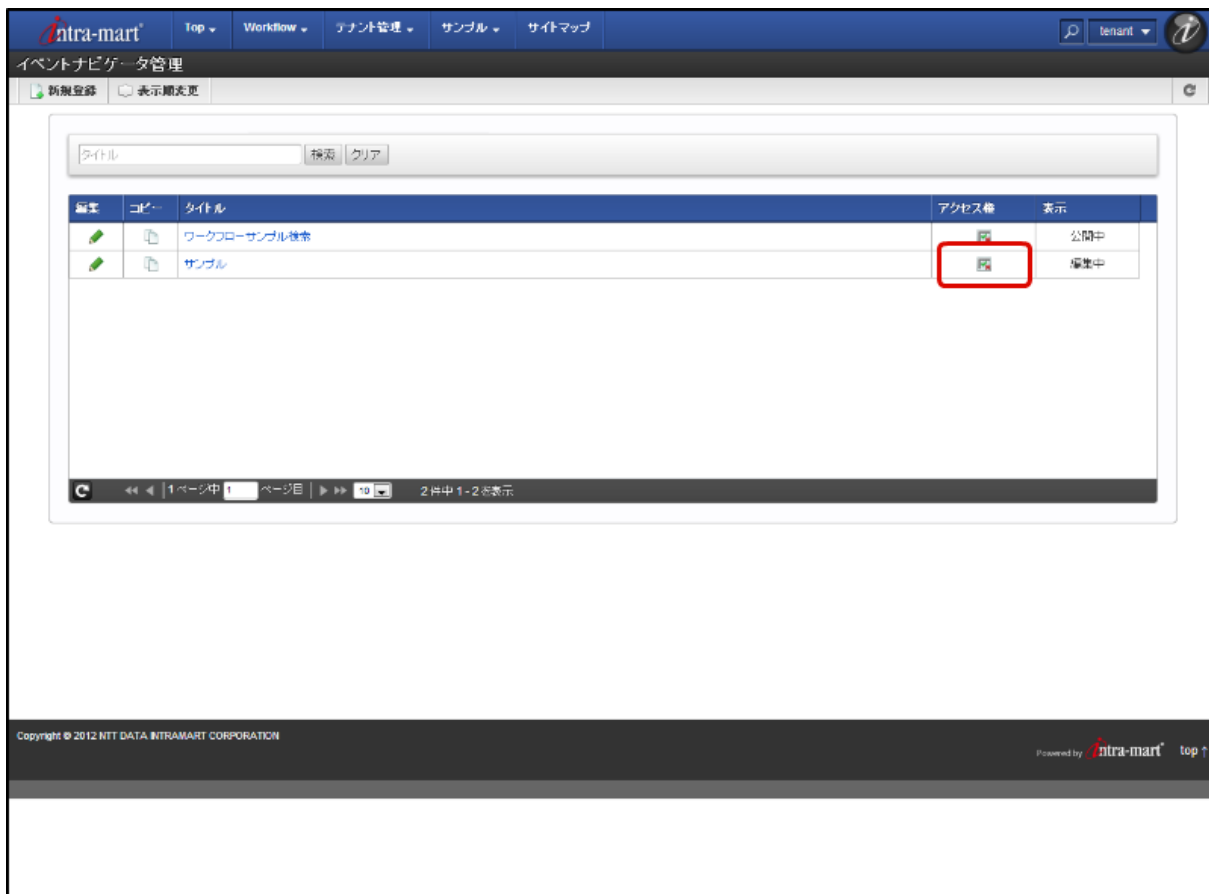 intra-mart Top Workflow テナント管理 サンプル サイトマップ tenant
イベントナビゲータ管理
新規登録 表示順変更
タイトル 検索 クリア
編集 コピー タイトル アクセス権 表示
ワークフローサンプル検索 公開中
サンプル 編集中
1ページ中 1 ページ目 10 2件中 1 - 2 を表示
Copyright © 2012 NTT DATA INTRAMART CORPORATION
Powered by intra-mart top ↑